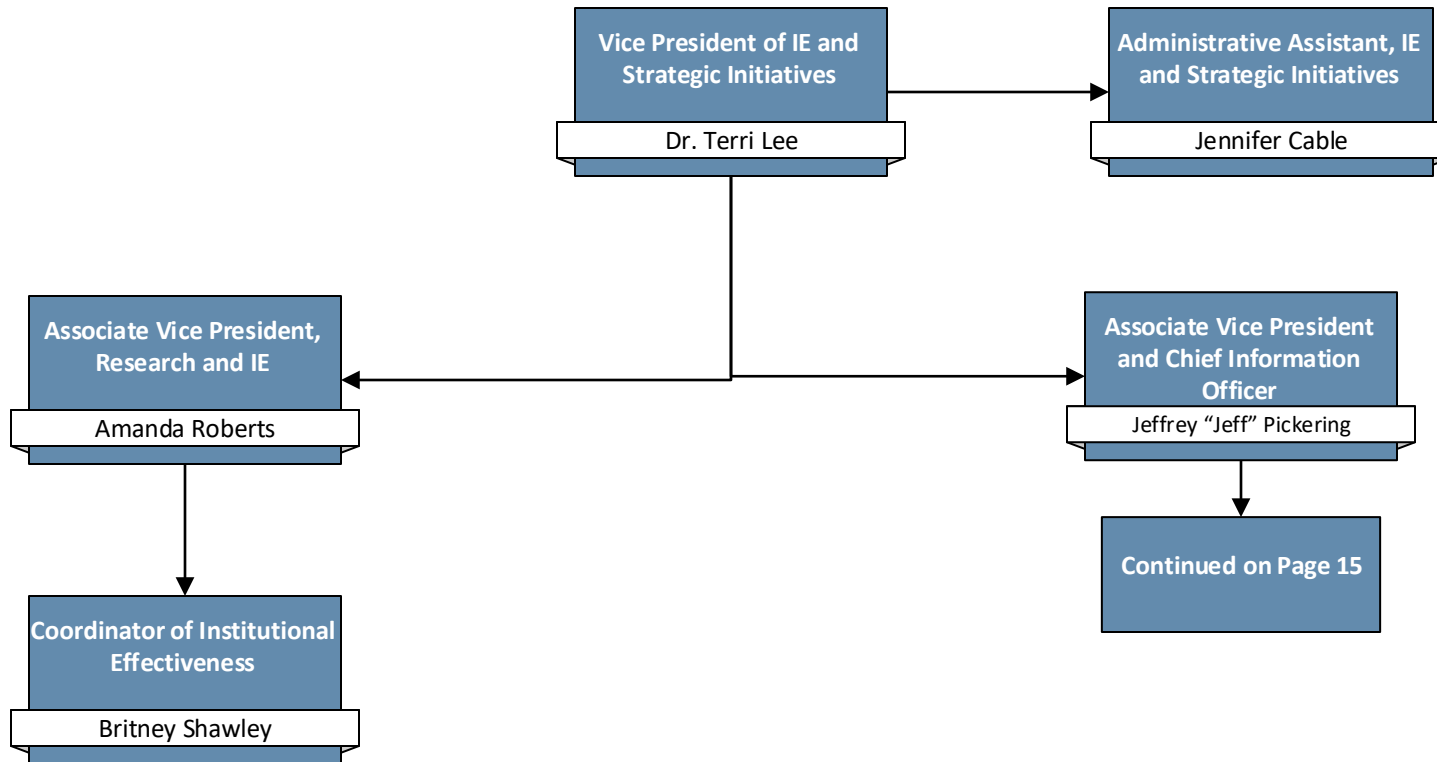 Vice President of IE and
Strategic Initiatives
Dr. Terri Lee
Administrative Assistant, IE
and Strategic Initiatives
Jennifer Cable
Associate Vice President,
Research and IE
Amanda Roberts
Associate Vice President
and Chief Information
Officer
Jeffrey “Jeff” Pickering
Continued on Page 15
Coordinator of Institutional
Effectiveness
Britney Shawley